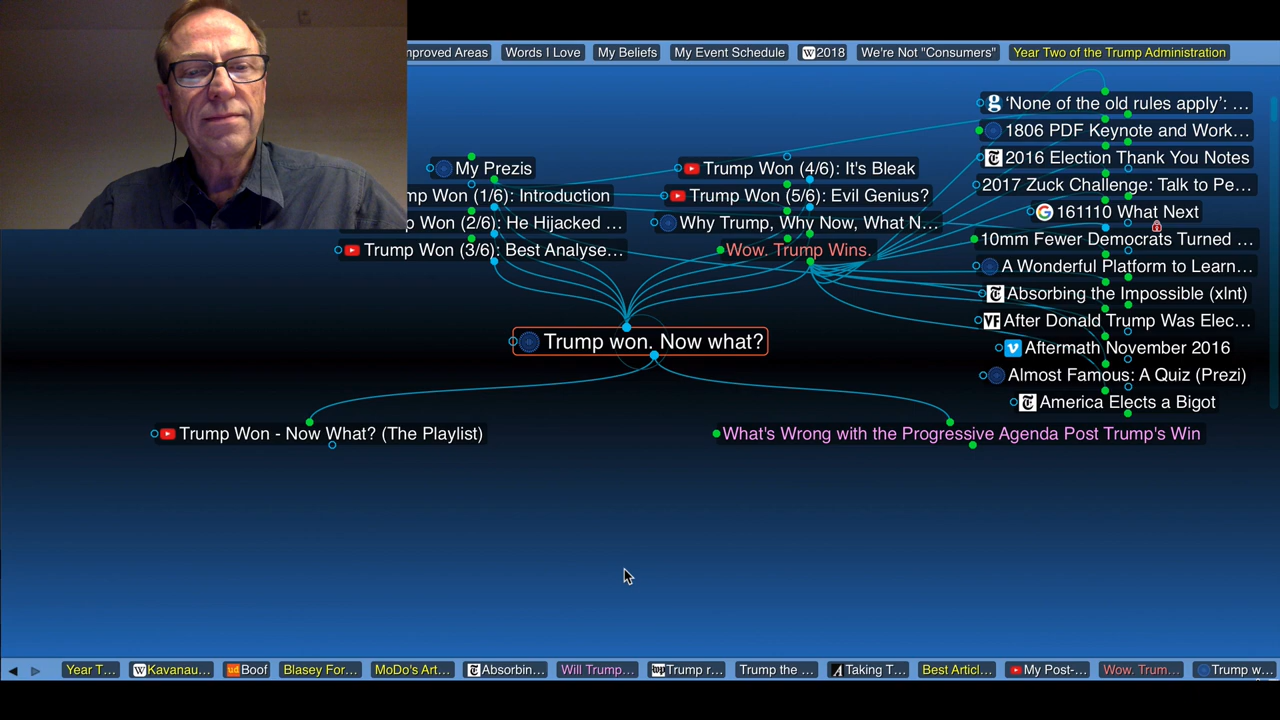 mproved Areas
Words I Love
My Beliefs
My Event Schedule
W 2018
We're Not "Consumers"
Year Two of the Trump Administration
My Prezis
mp Won (1/6): Introduction
mp Won (2/6): He Hijacked ...
Trump Won (3/6): Best Analyse...
Trump Won (4/6): It's Bleak
Trump Won (5/6): Evil Genius?
Why Trump, Why Now, What N...
Wow. Trump Wins.
g 'None of the old rules apply': ...
1806 PDF Keynote and Work...
T 2016 Election Thank You Notes
2017 Zuck Challenge: Talk to Pe...
G 161110 What Next
10mm Fewer Democrats Turned ...
A Wonderful Platform to Learn...
T Absorbing the Impossible (xlnt)
VF After Donald Trump Was Elec...
v Aftermath November 2016
Almost Famous: A Quiz (Prezi)
T America Elects a Bigot
Trump won. Now what?
Trump Won - Now What? (The Playlist)
What's Wrong with the Progressive Agenda Post Trump's Win
Year T...
W Kavanau...
ud Boof
Blasey For...
MoDo's Art...
T Absorbin...
Will Trump...
Trump r...
Trump the ...
A Taking T...
Best Articl...
My Post-...
Wow. Trum...
Trump w...